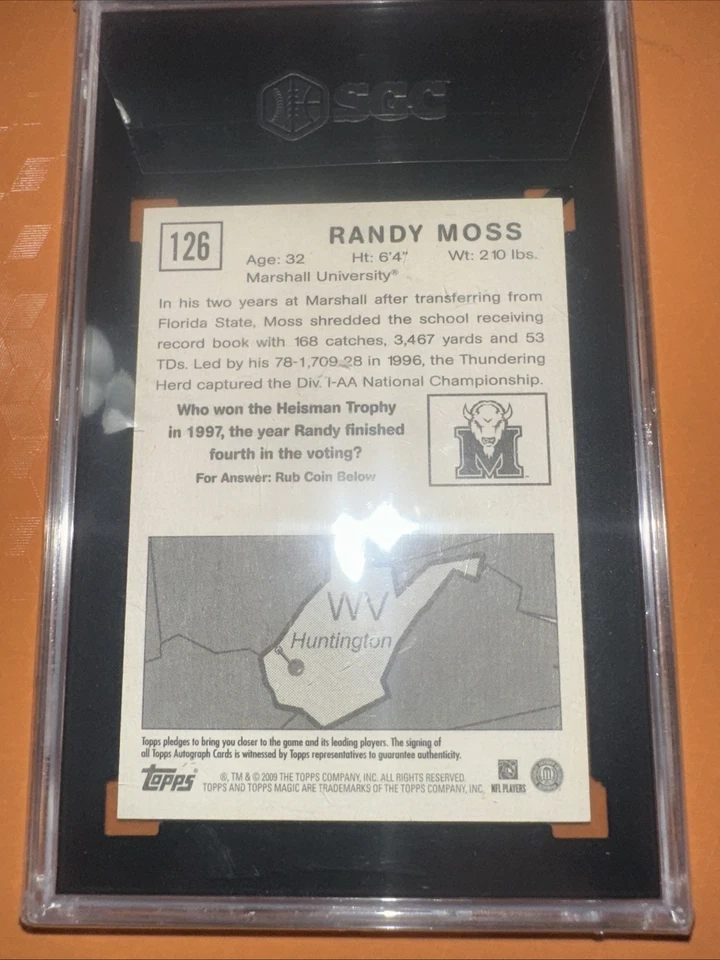 SGC
126
RANDY MOSS
Age: 32 Ht: 6'4" Wt: 210 lbs.
Marshall University®
In his two years at Marshall after transferring from
Florida State, Moss shredded the school receiving
record book with 168 catches, 3,467 yards and 53
TDs. Led by his 78-1,709-28 in 1996, the Thundering
Herd captured the Div. I-AA National Championship.
Who won the Heisman Trophy
in 1997, the year Randy finished
fourth in the voting?
For Answer: Rub Coin Below
M
WV
Huntington
Topps pledges to bring you closer to the game and its leading players. The signing of
all Topps Autograph Cards is witnessed by Topps representatives to guarantee authenticity.
topps
®, TM & © 2009 THE TOPPS COMPANY, INC. ALL RIGHTS RESERVED.
TOPPS AND TOPPS MAGIC ARE TRADEMARKS OF THE TOPPS COMPANY, INC.
NFL PLAYERS